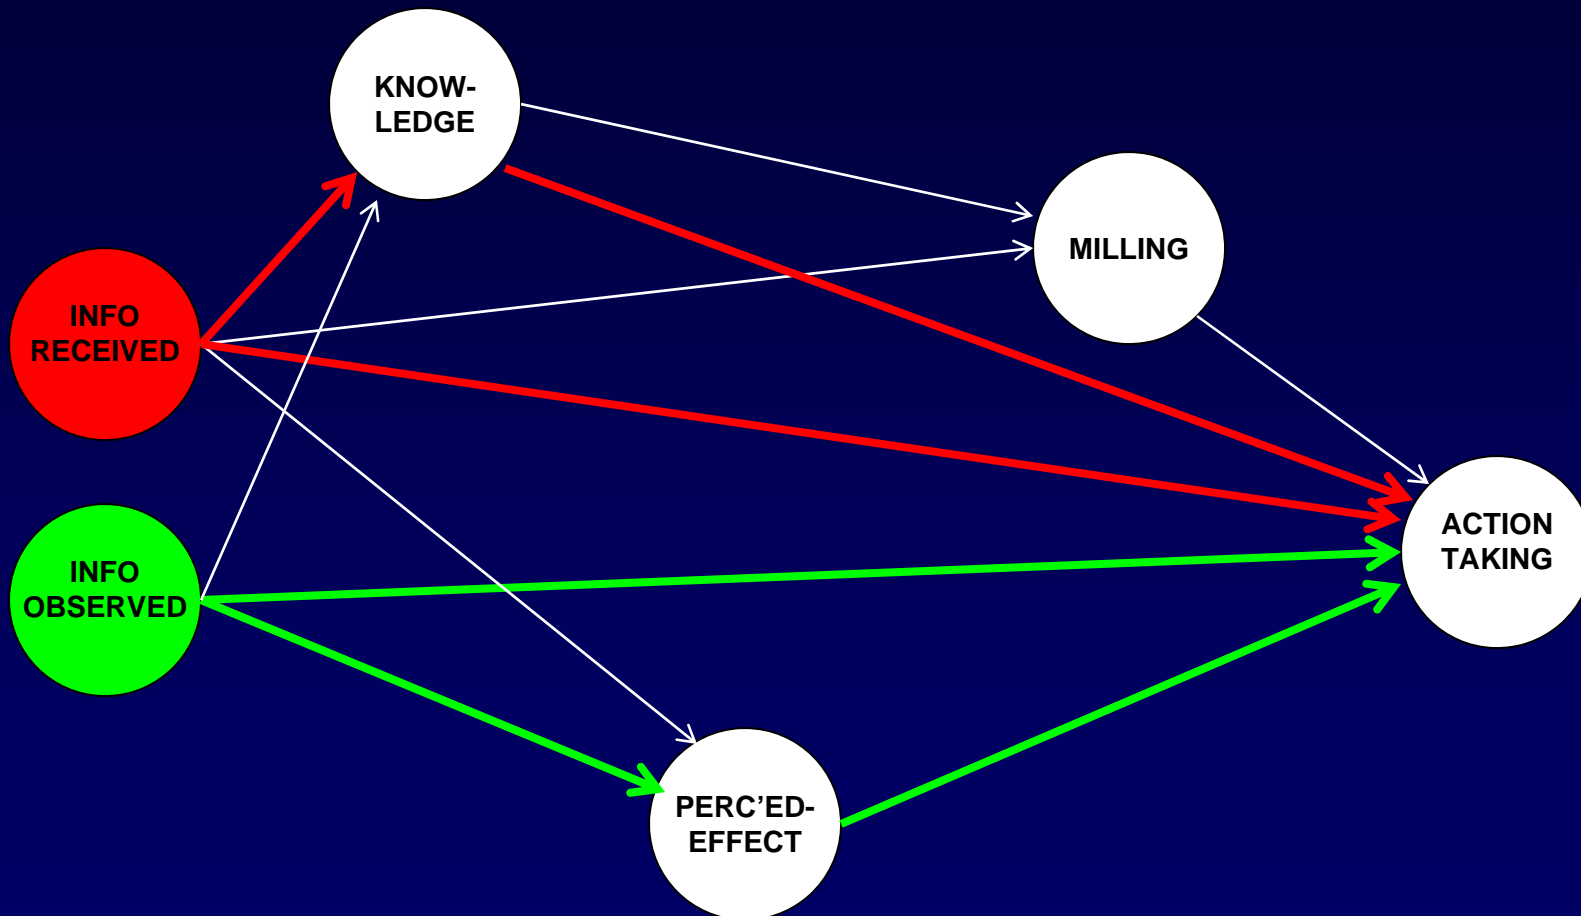 KNOW-
LEDGE
MILLING
INFO
RECEIVED
ACTION
TAKING
INFO
OBSERVED
PERC’ED-
EFFECT